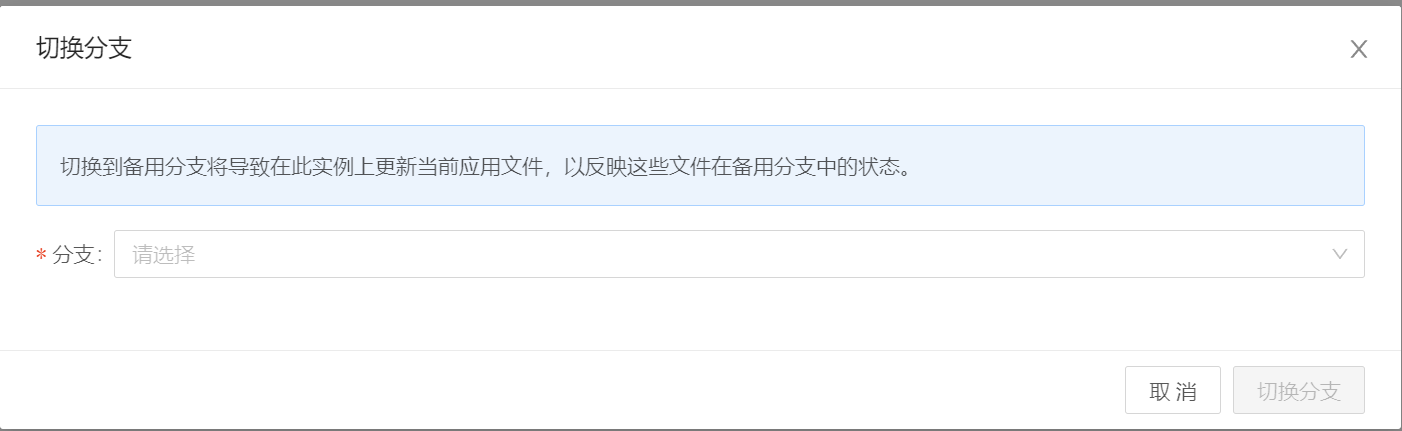 切换分支
切换到备用分支将导致在此实例上更新当前应用文件，以反映这些文件在备用分支中的状态。
* 分支： 请选择
取 消 切换分支